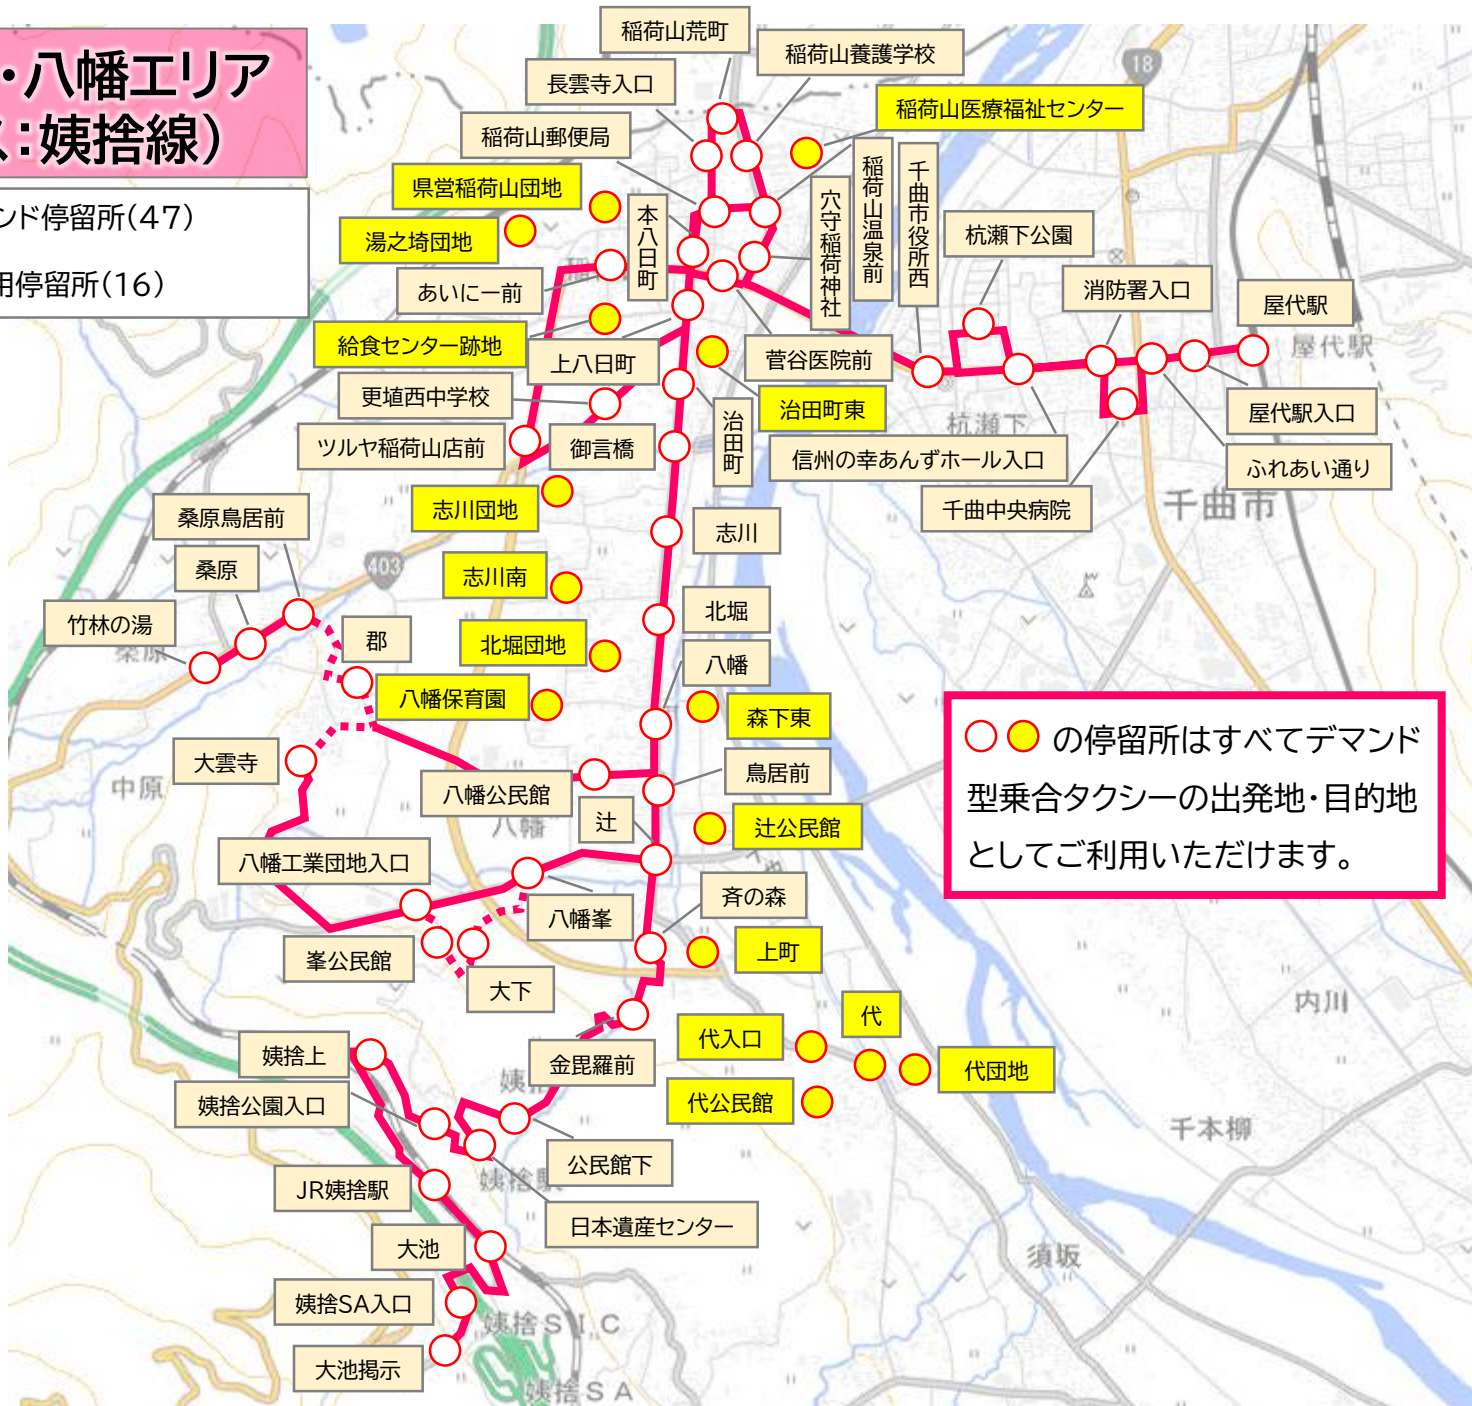 ・八幡エリア
ス：姨捨線）
ンド停留所（47）
用停留所（16）
稲荷山荒町
稲荷山養護学校
長雲寺入口
稲荷山医療福祉センター
稲荷山郵便局
県営稲荷山団地
湯之埼団地
本八日町
穴守稲荷神社
稲荷山温泉前
千曲市役所西
杭瀬下公園
消防署入口
屋代駅
屋代駅
18
あいにー前
給食センター跡地
上八日町
菅谷医院前
更埴西中学校
治田町東
屋代駅入口
ツルヤ稲荷山店前
御言橋
治田町
杭瀬下
信州の幸あんずホール入口
ふれあい通り
千曲中央病院
千曲市
志川団地
桑原鳥居前
志川
桑原
403
志川南
竹林の湯
桑原
郡
北堀
北堀団地
八幡
八幡保育園
森下東
大雲寺
中原
鳥居前
八幡公民館
八幡
辻
辻公民館
八幡工業団地入口
八幡峯
斉の森
峯公民館
大下
上町
内川
代
代入口
代団地
代公民館
姨捨上
金毘羅前
姨捨公園入口
公民館下
千本柳
JR姨捨駅
姨捨駅
日本遺産センター
大池
須坂
姨捨SA入口
姨捨SIC
大池掲示
姨捨SA
の停留所はすべてデマンド
型乗合タクシーの出発地・目的地
としてご利用いただけます。